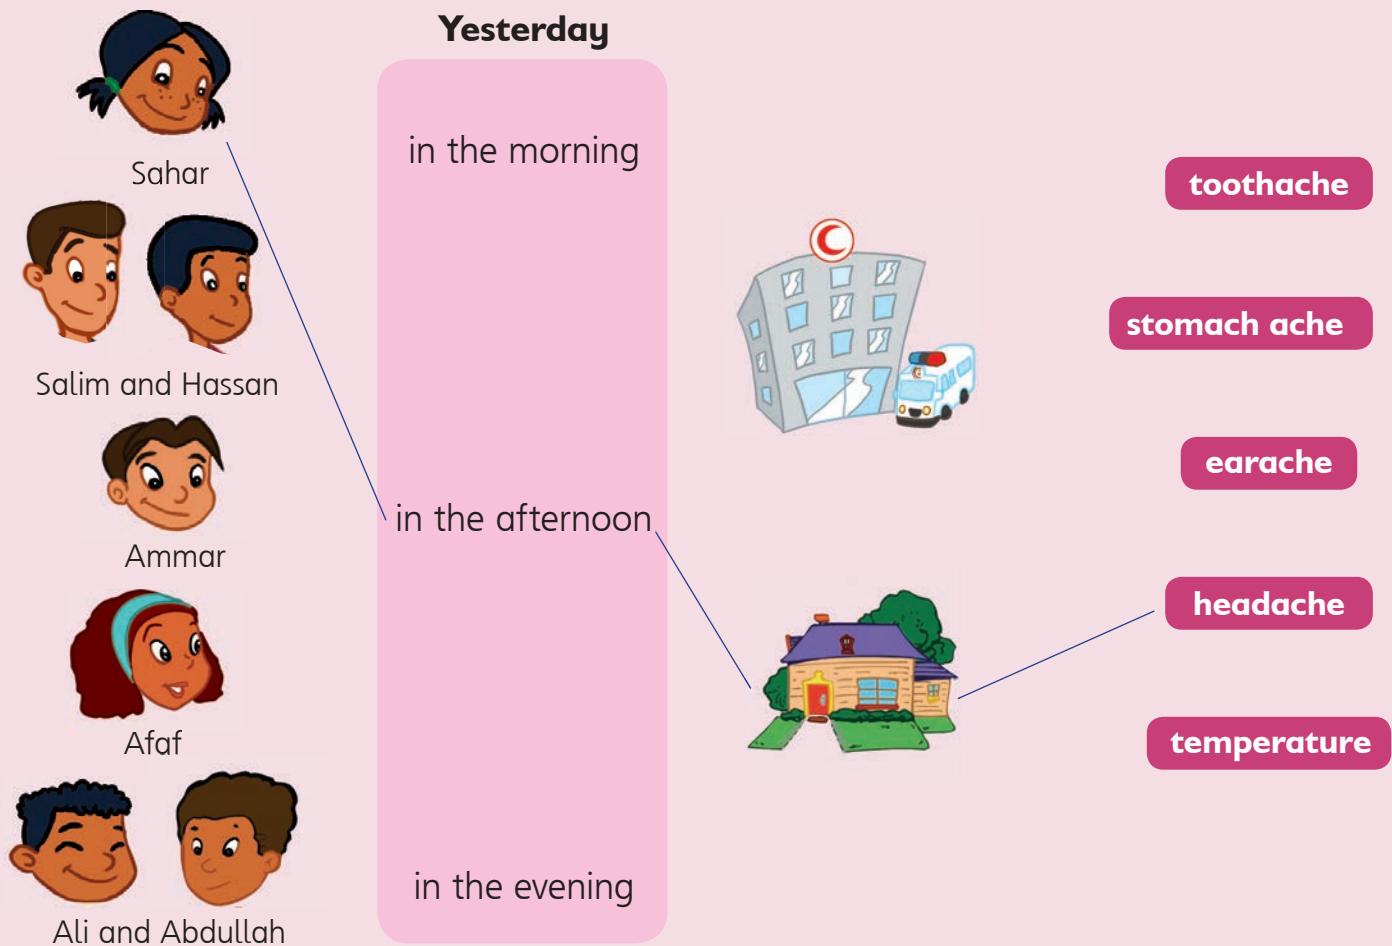 Yesterday
Sahar
Salim and Hassan
Ammar
Afaf
Ali and Abdullah
in the morning
in the afternoon
in the evening
toothache
stomach ache
earache
headache
temperature